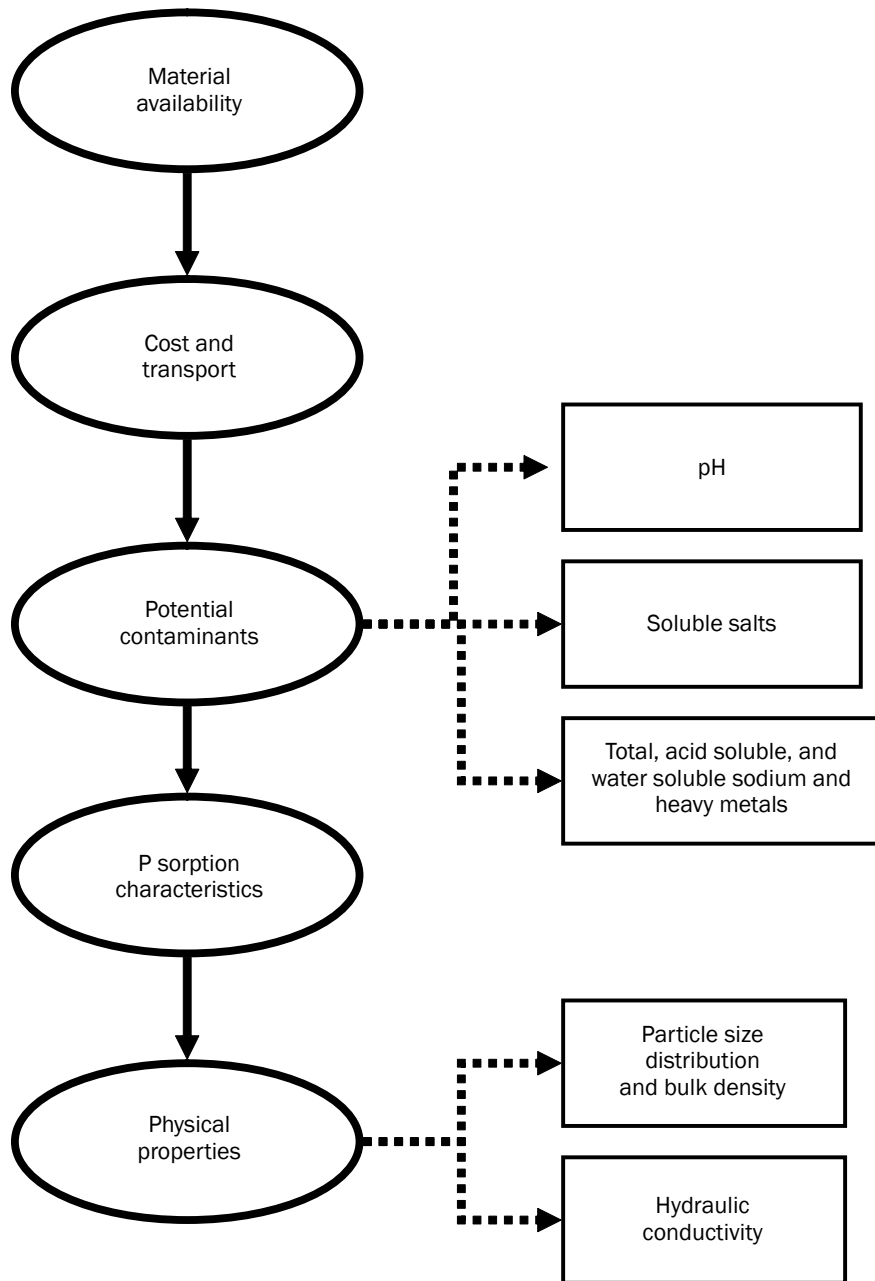 Material
availability
Cost and
transport
pH
Potential
contaminants
Soluble salts
Total, acid soluble, and
water soluble sodium and
heavy metals
P sorption
characteristics
Particle size
distribution
and bulk density
Physical
properties
Hydraulic
conductivity